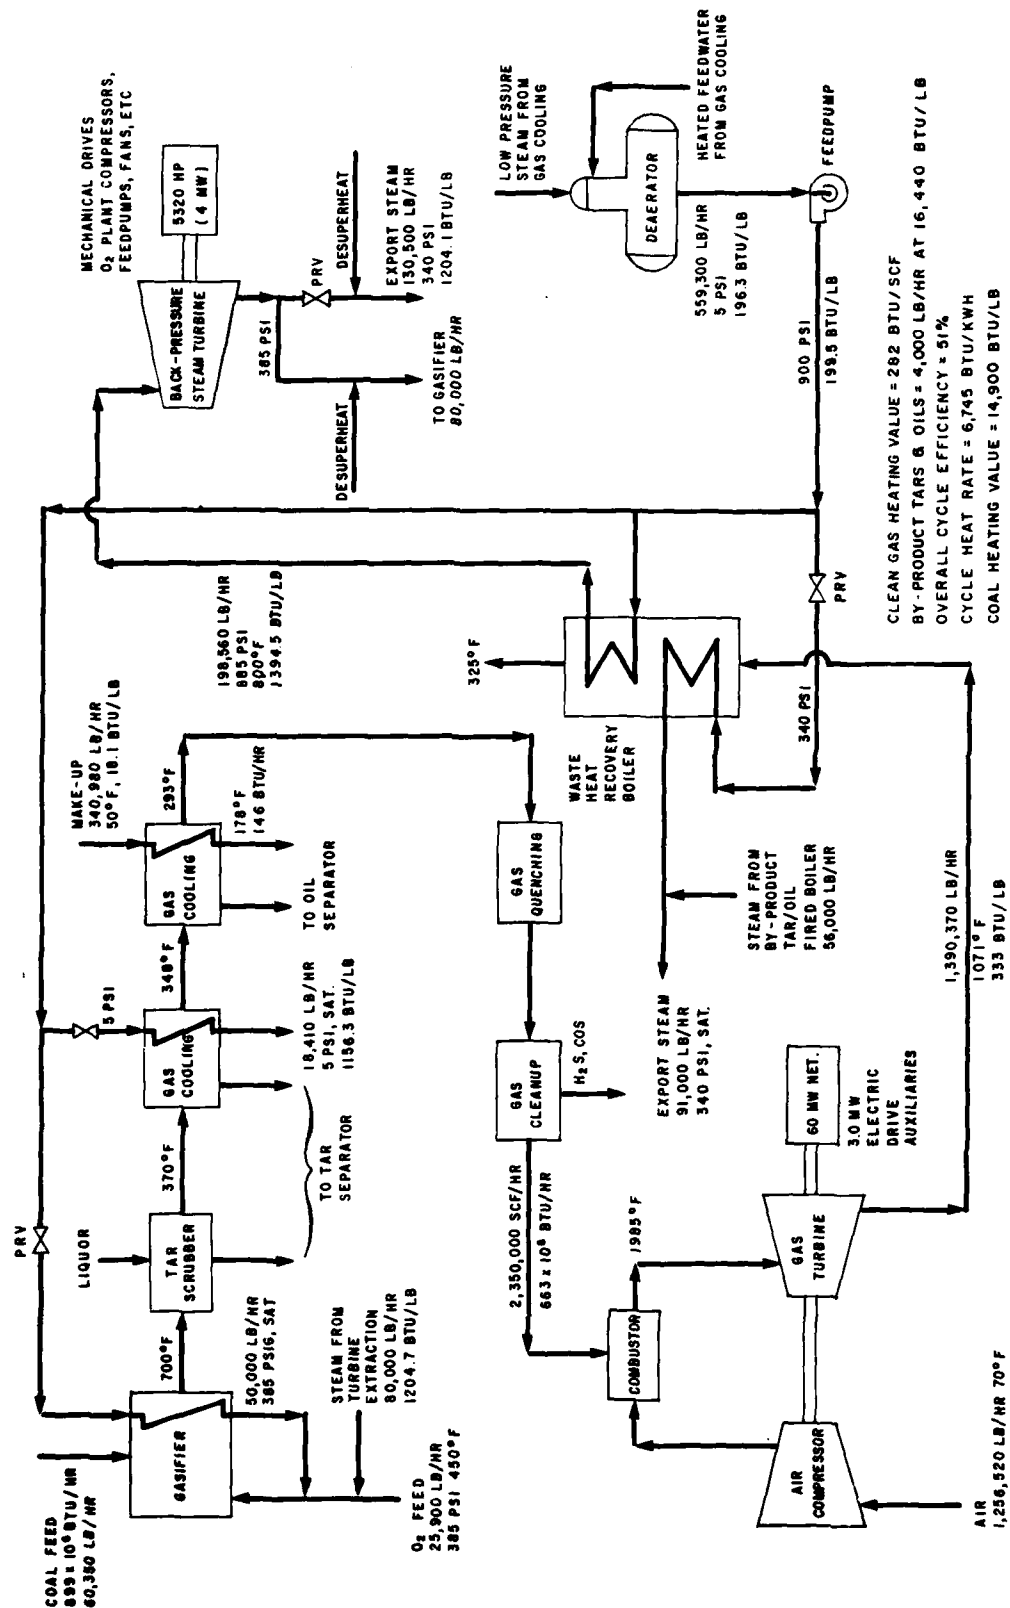 COAL FEED
899 x 10⁶ BTU/HR
60,350 LB/HR
GASIFIER
PRV
700°F
50,000 LB/HR
385 PSIG, SAT
STEAM FROM
TURBINE
EXTRACTION
80,000 LB/HR
1204.7 BTU/LB
O₂ FEED
25,900 LB/HR
385 PSI 450°F
LIQUOR
TAR
SCRUBBER
370°F
TO TAR
SEPARATOR
5 PSI
GAS
COOLING
18,410 LB/HR
5 PSI, SAT.
1156.3 BTU/LB
348°F
MAKE-UP
340,980 LB/HR
50°F, 18.1 BTU/LB
GAS
COOLING
TO OIL
SEPARATOR
293°F
178°F
146 BTU/HR
198,560 LB/HR
885 PSI
800°F
1394.5 BTU/LB
MECHANICAL DRIVES
O₂ PLANT COMPRESSORS,
FEEDPUMPS, FANS, ETC
BACK-PRESSURE
STEAM TURBINE
5320 HP
(4 MW)
385 PSI
PRV
DESUPERHEAT
DESUPERHEAT
TO GASIFIER
80,000 LB/HR
EXPORT STEAM
130,500 LB/HR
340 PSI
1204.1 BTU/LB
GAS
QUENCHING
GAS
CLEANUP
H₂S, COS
2,350,000 SCF/HR
663 x 10⁶ BTU/HR
WASTE
HEAT
RECOVERY
BOILER
325°F
LOW PRESSURE
STEAM FROM
GAS COOLING
DEAERATOR
HEATED FEEDWATER
FROM GAS COOLING
559,300 LB/HR
5 PSI
196.3 BTU/LB
FEEDPUMP
900 PSI
199.5 BTU/LB
PRV
340 PSI
STEAM FROM
BY-PRODUCT
TAR/OIL
FIRED BOILER
56,000 LB/HR
EXPORT STEAM
91,000 LB/HR
340 PSI, SAT.
COMBUSTOR
1985°F
AIR
COMPRESSOR
GAS
TURBINE
60 MW NET.
3.0 MW
ELECTRIC
DRIVE
AUXILIARIES
AIR
1,256,520 LB/HR 70°F
1,390,370 LB/HR
1071°F
333 BTU/LB
CLEAN GAS HEATING VALUE = 282 BTU/SCF
BY-PRODUCT TARS & OILS = 4,000 LB/HR AT 16,440 BTU/LB
OVERALL CYCLE EFFICIENCY = 51%
CYCLE HEAT RATE = 6,745 BTU/KWH
COAL HEATING VALUE = 14,900 BTU/LB